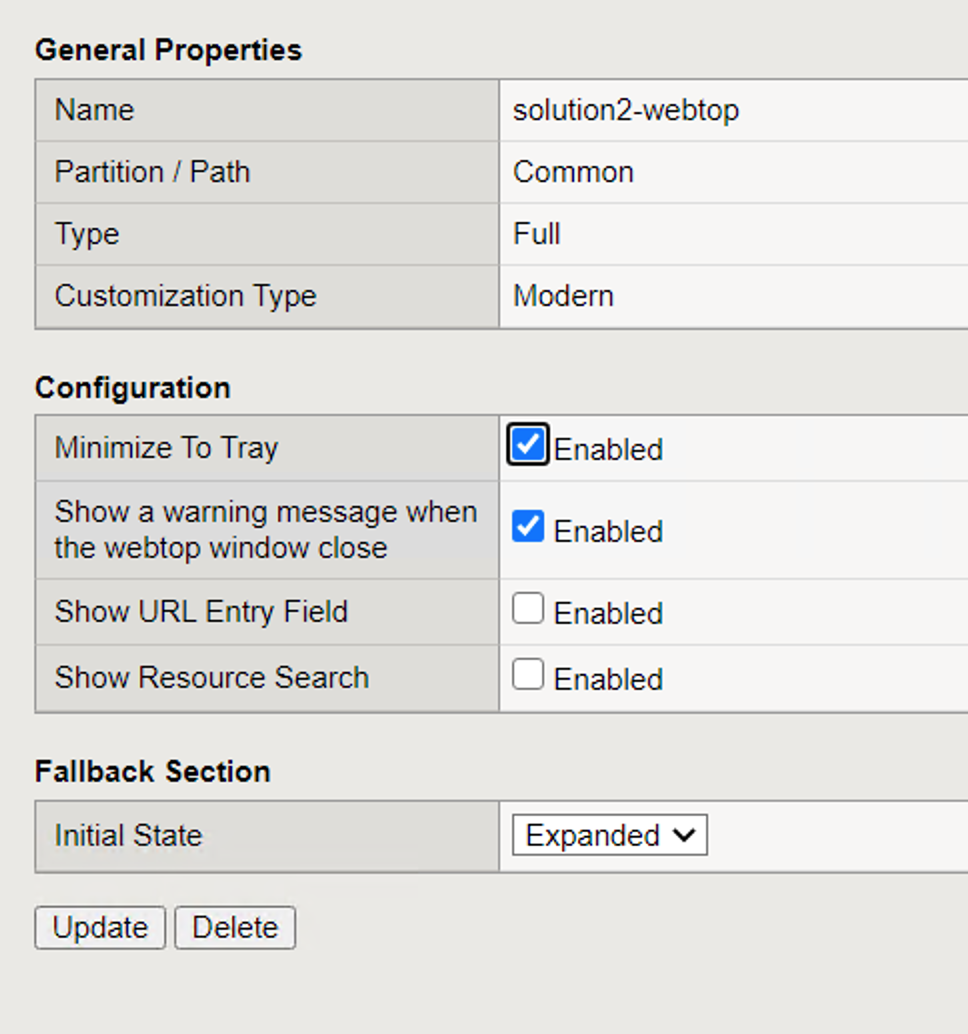 General Properties
Name solution2-webtop
Partition / Path Common
Type Full
Customization Type Modern
Configuration
Minimize To Tray Enabled
Show a warning message when
the webtop window close Enabled
Show URL Entry Field Enabled
Show Resource Search Enabled
Fallback Section
Initial State Expanded
Update Delete